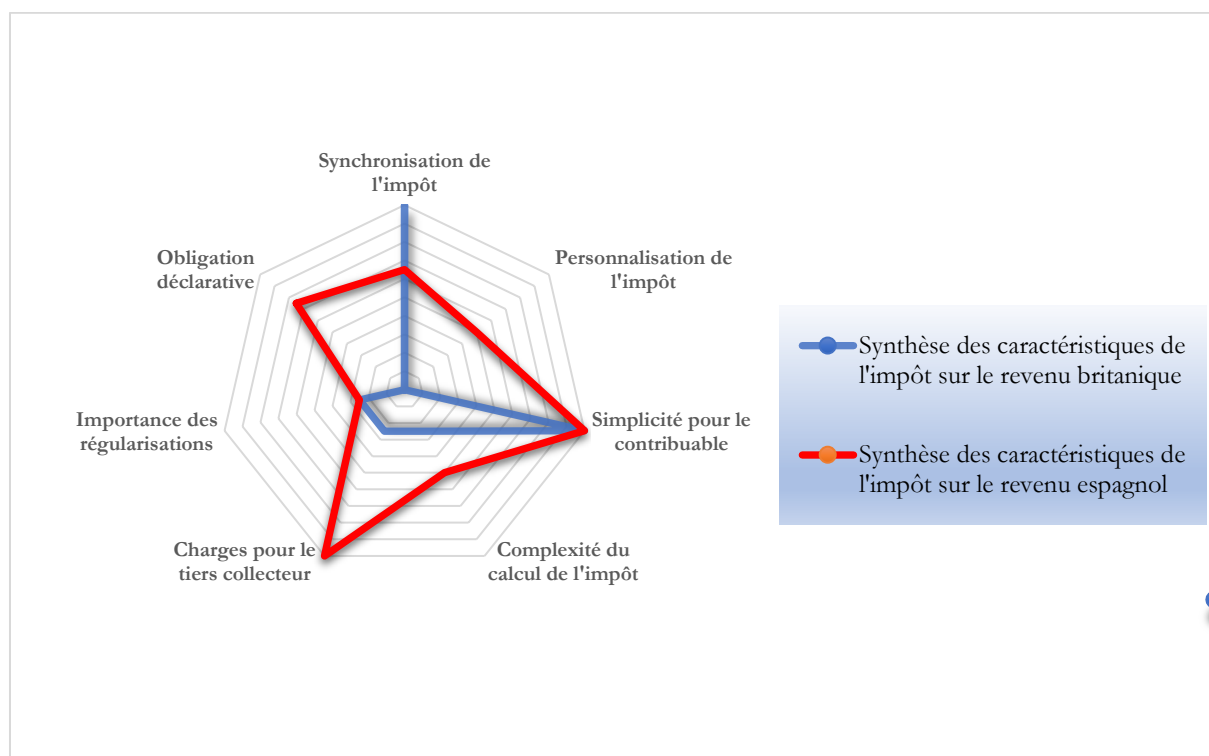 Synchronisation de
l'impôt
Personnalisation de
l'impôt
Simplicité pour le
contribuable
Complexité du
calcul de l'impôt
Charges pour le
tiers collecteur
Importance des
régularisations
Obligation
déclarative
Synthèse des caractéristiques de
l'impôt sur le revenu britanique
Synthèse des caractéristiques de
l'impôt sur le revenu espagnol